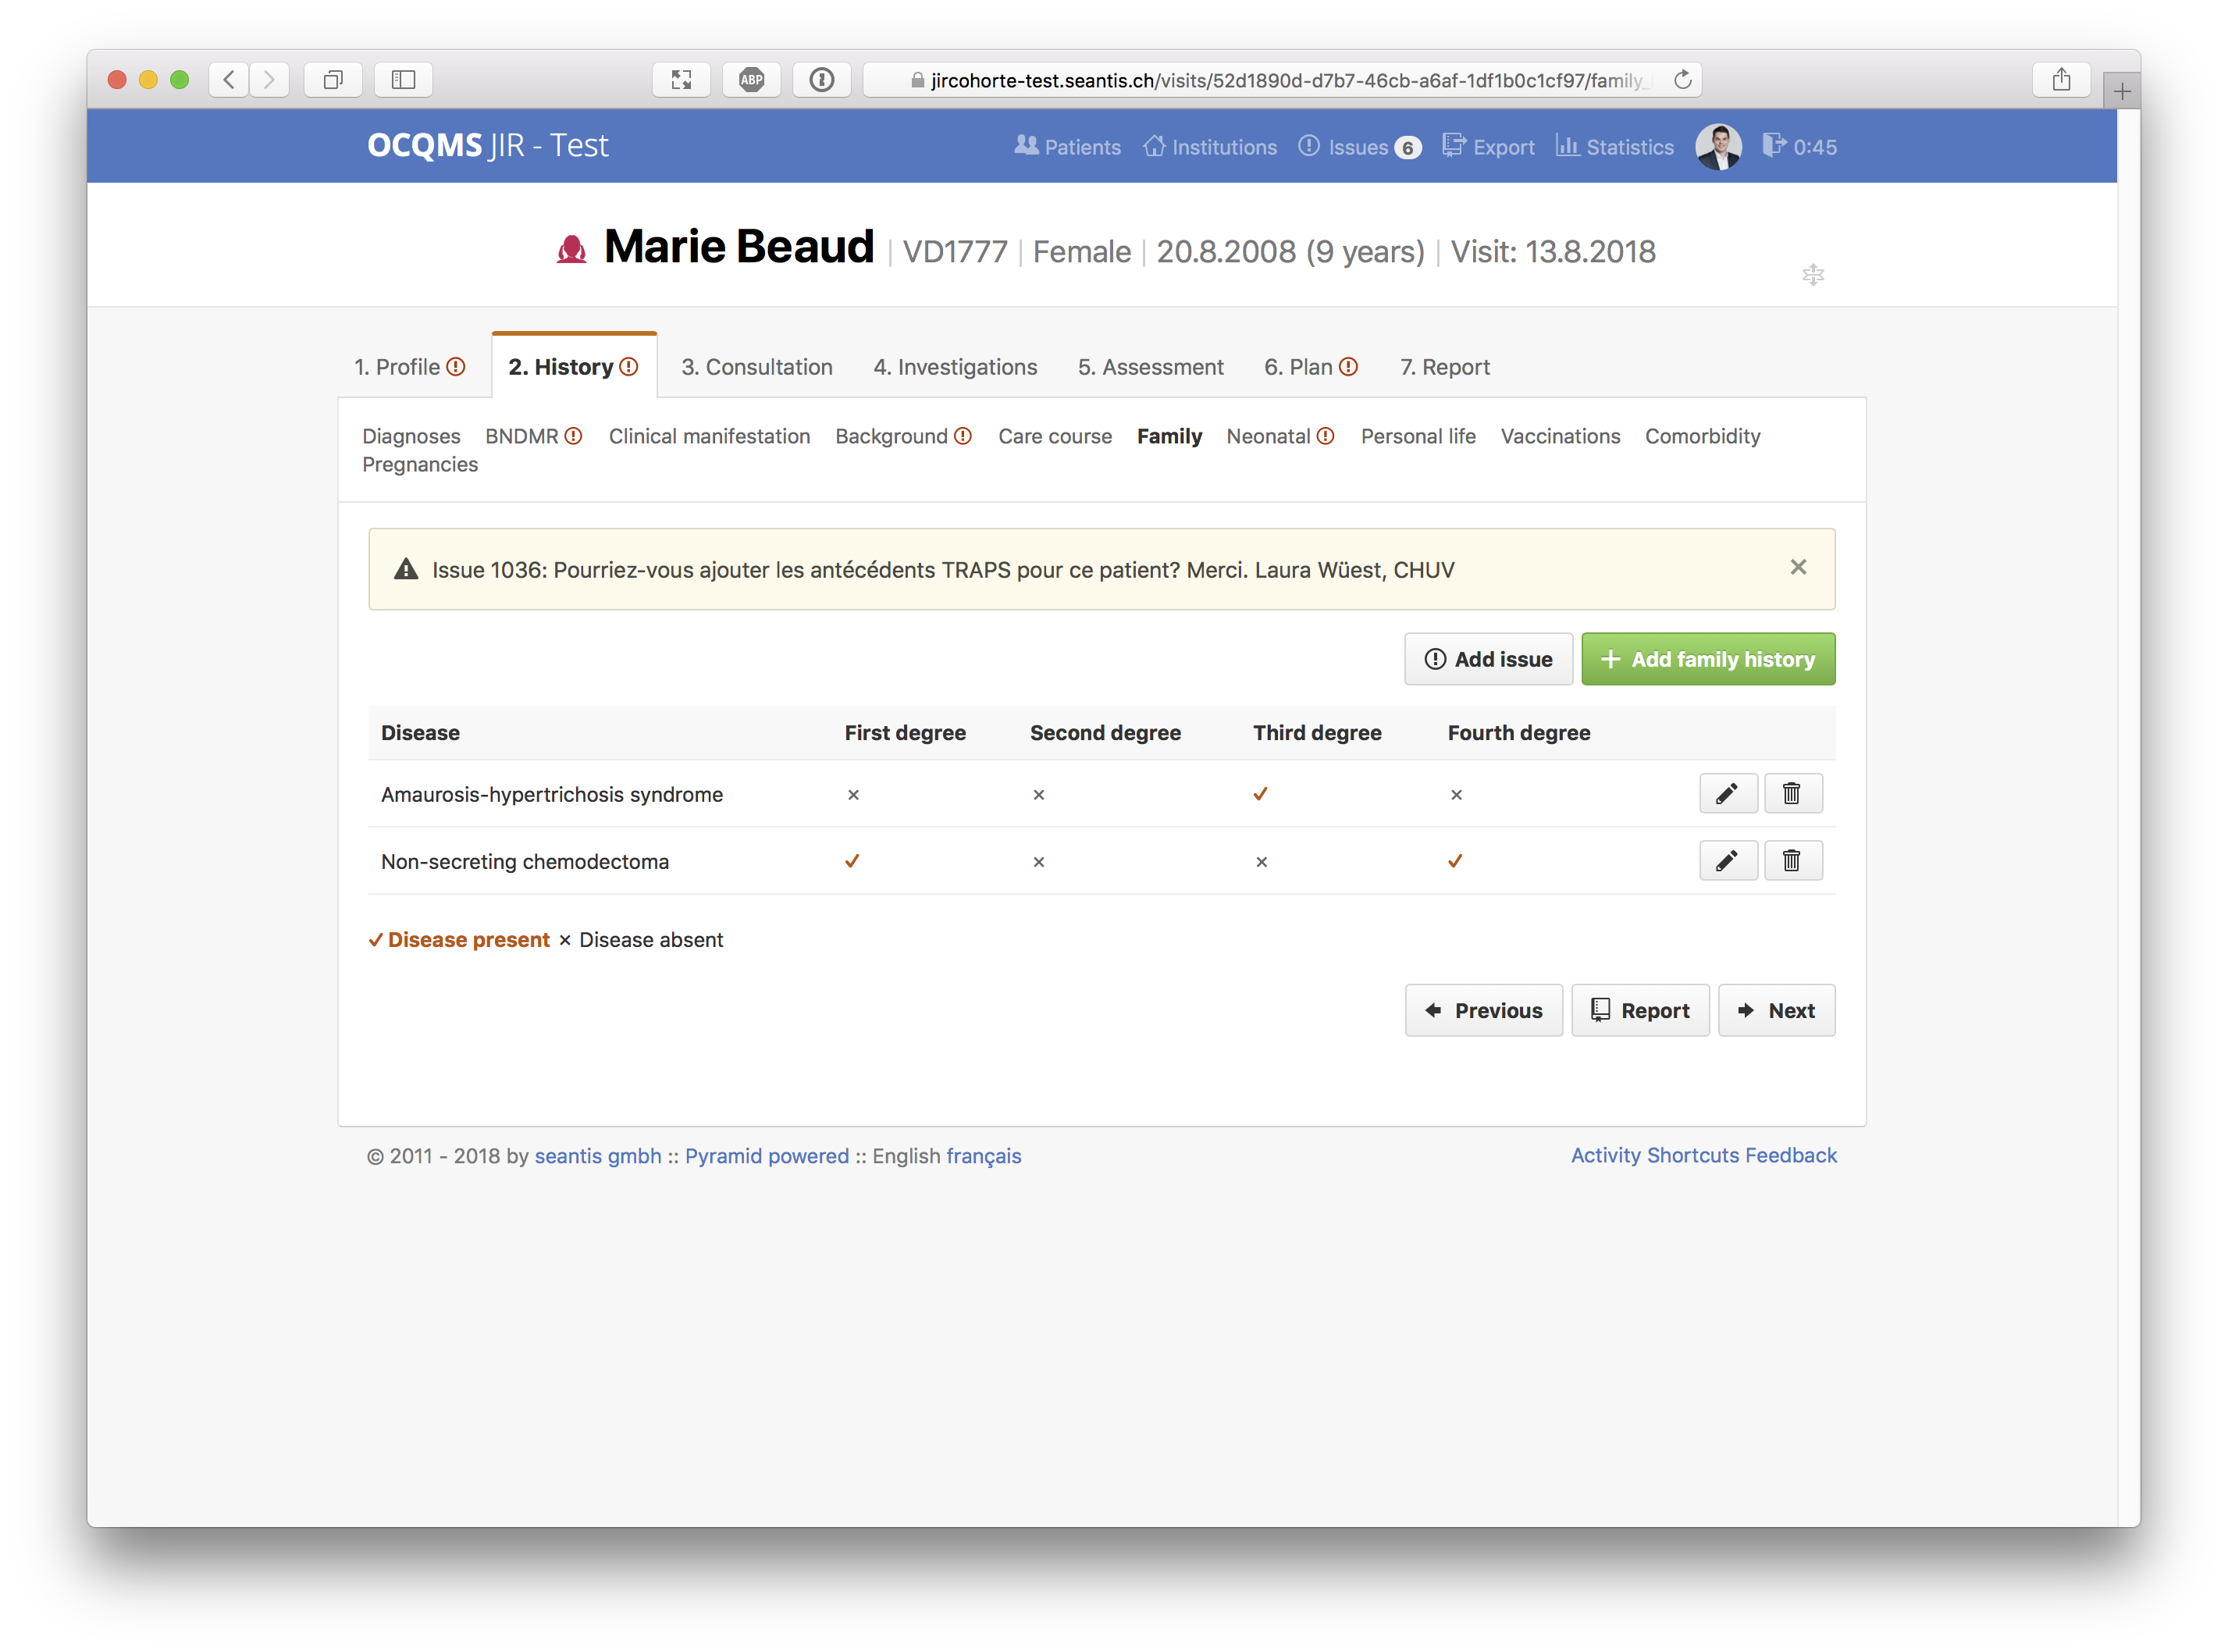 ABP
jircohorte-test.seantis.ch/visits/52d1890d-d7b7-46cb-a6af-1df1b0c1cf97/family_
OCQMS JIR - Test
Patients Institutions Issues 6 Export Statistics 0:45
Marie Beaud | VD1777 | Female | 20.8.2008 (9 years) | Visit: 13.8.2018
1. Profile 2. History 3. Consultation 4. Investigations 5. Assessment 6. Plan 7. Report
Diagnoses BNDMR Clinical manifestation Background Care course Family Neonatal Personal life Vaccinations Comorbidity
Pregnancies
Issue 1036: Pourriez-vous ajouter les antécédents TRAPS pour ce patient? Merci. Laura Wüest, CHUV
Add issue + Add family history
Disease First degree Second degree Third degree Fourth degree
Amaurosis-hypertrichosis syndrome × × ✓ ×
Non-secreting chemodectoma ✓ × × ✓
✓ Disease present × Disease absent
Previous Report Next
© 2011 - 2018 by seantis gmbh :: Pyramid powered :: English français
Activity Shortcuts Feedback